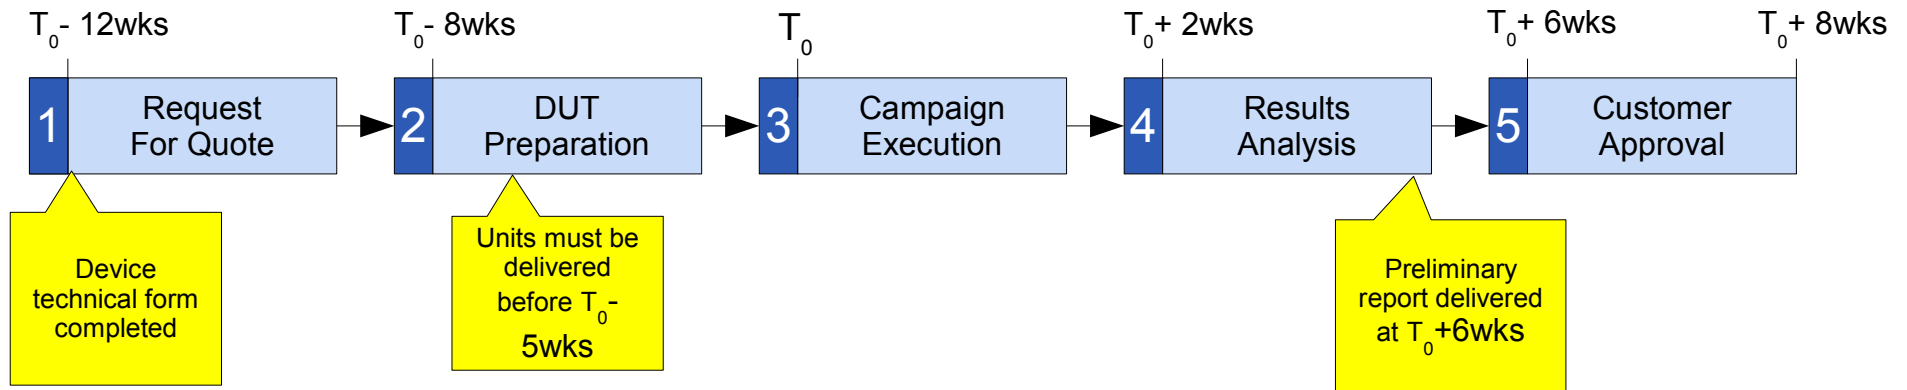 T0- 12wks
T0- 8wks
T0
T0+ 2wks
T0+ 6wks
T0+ 8wks
1
Request
For Quote
2
DUT
Preparation
3
Campaign
Execution
4
Results
Analysis
5
Customer
Approval
Device
technical form
completed
Units must be
delivered
before T0-
5wks
Preliminary
report delivered
at T0+6wks